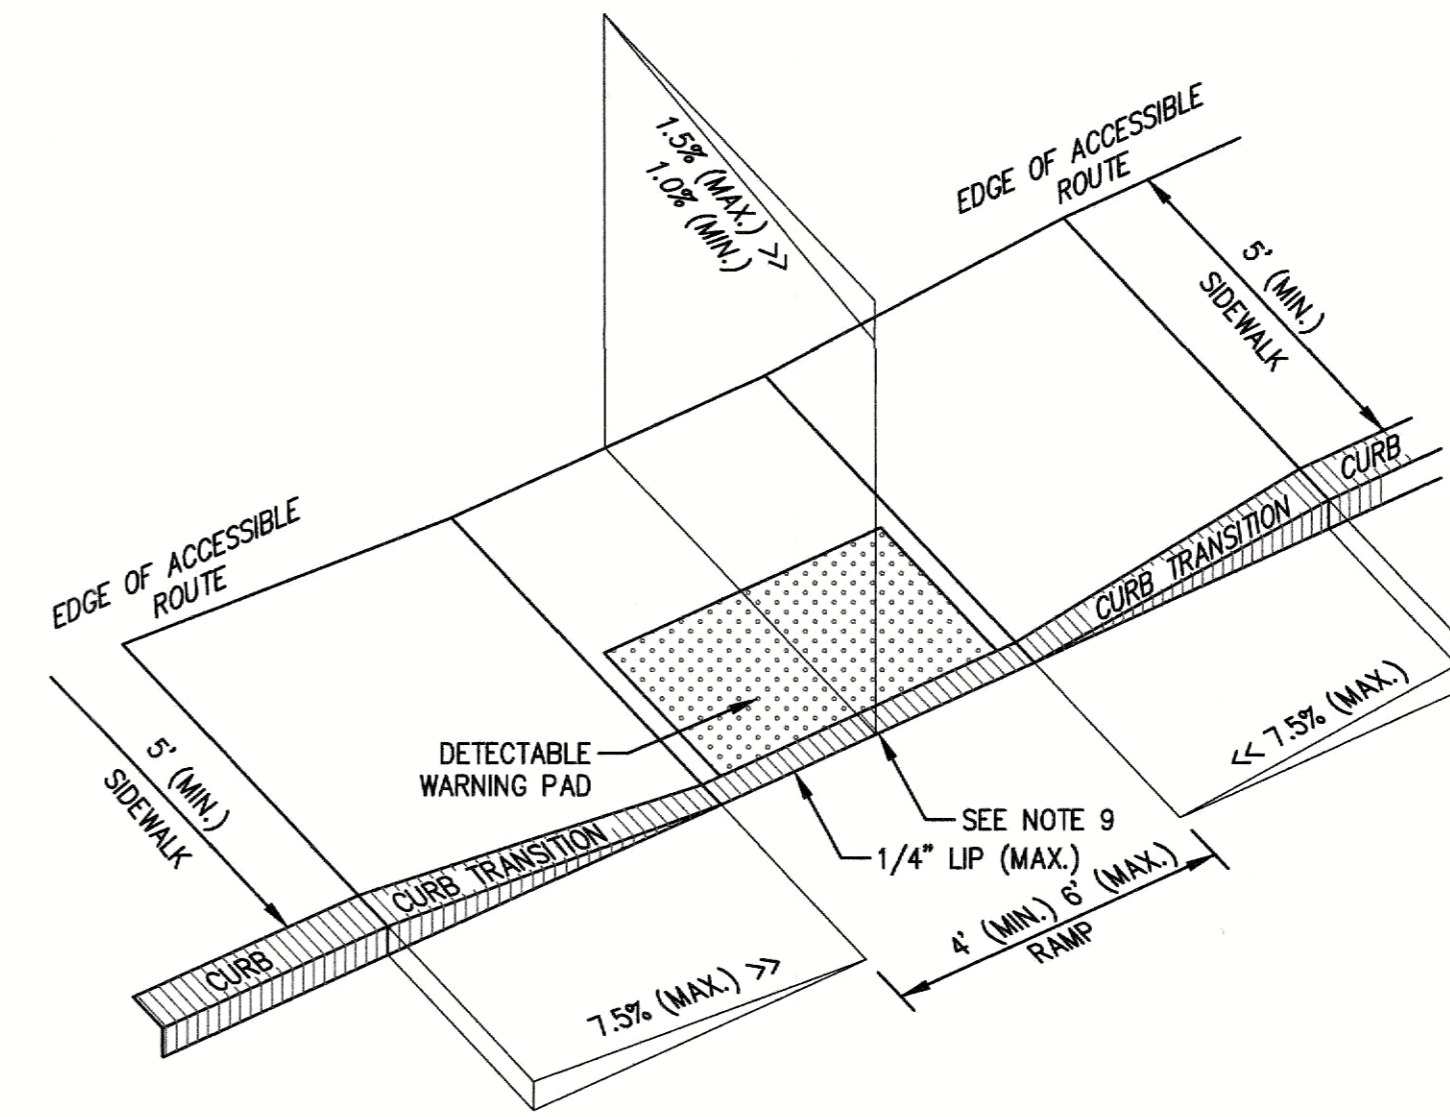 1.5% (MAX.) >>
1.0% (MIN.)
EDGE OF ACCESSIBLE
ROUTE
5' (MIN.)
SIDEWALK
CURB
CURB TRANSITION
EDGE OF ACCESSIBLE
ROUTE
5' (MIN.)
SIDEWALK
DETECTABLE
WARNING PAD
<< 7.5% (MAX.)
SEE NOTE 9
1/4" LIP (MAX.)
4' (MIN.) 6' (MAX.)
RAMP
CURB TRANSITION
CURB
7.5% (MAX.) >>